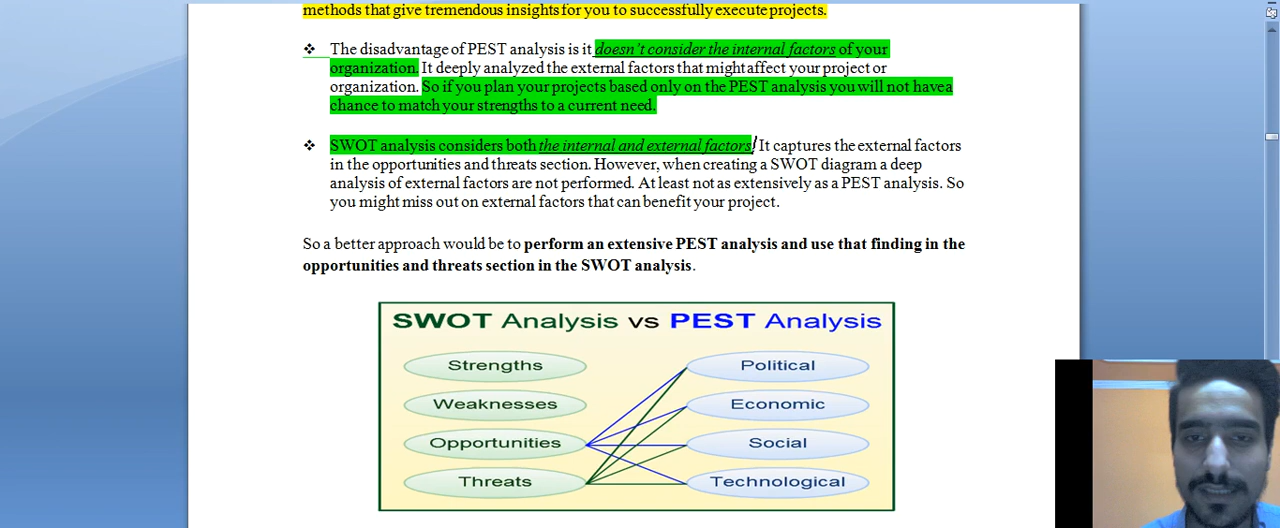 methods that give tremendous insights for you to successfully execute projects.
❖ The disadvantage of PEST analysis is it doesn't consider the internal factors of your
organization. It deeply analyzed the external factors that might affect your project or
organization. So if you plan your projects based only on the PEST analysis you will not have a
chance to match your strengths to a current need.
❖ SWOT analysis considers both the internal and external factors! It captures the external factors
in the opportunities and threats section. However, when creating a SWOT diagram a deep
analysis of external factors are not performed. At least not as extensively as a PEST analysis. So
you might miss out on external factors that can benefit your project.
So a better approach would be to perform an extensive PEST analysis and use that finding in the
opportunities and threats section in the SWOT analysis.
SWOT Analysis vs PEST Analysis
Strengths
Weaknesses
Opportunities
Threats
Political
Economic
Social
Technological